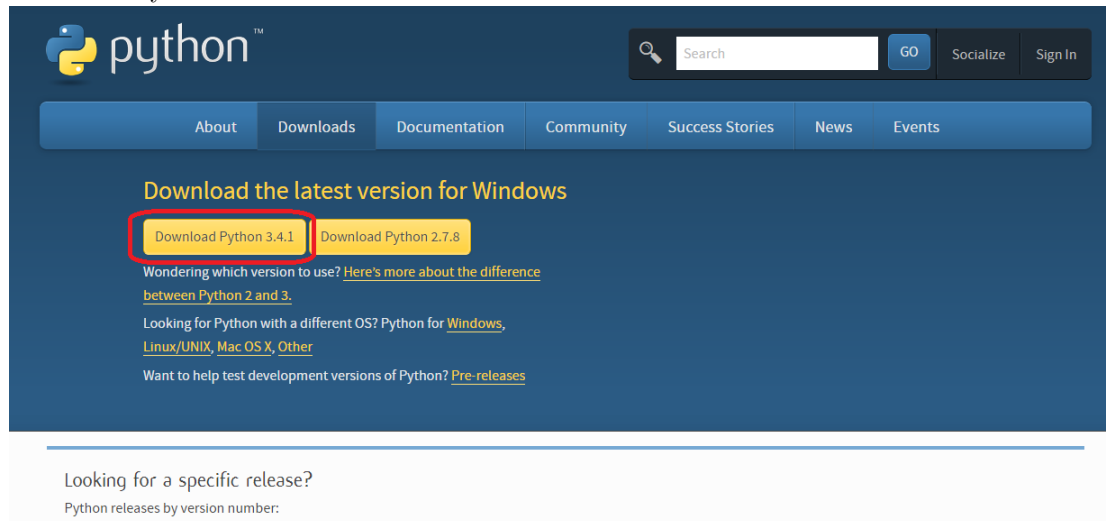 python™
Search GO Socialize Sign In
About Downloads Documentation Community Success Stories News Events
Download the latest version for Windows
Download Python 3.4.1 Download Python 2.7.8
Wondering which version to use? Here's more about the difference
between Python 2 and 3.
Looking for Python with a different OS? Python for Windows,
Linux/UNIX, Mac OS X, Other
Want to help test development versions of Python? Pre-releases
Looking for a specific release?
Python releases by version number: